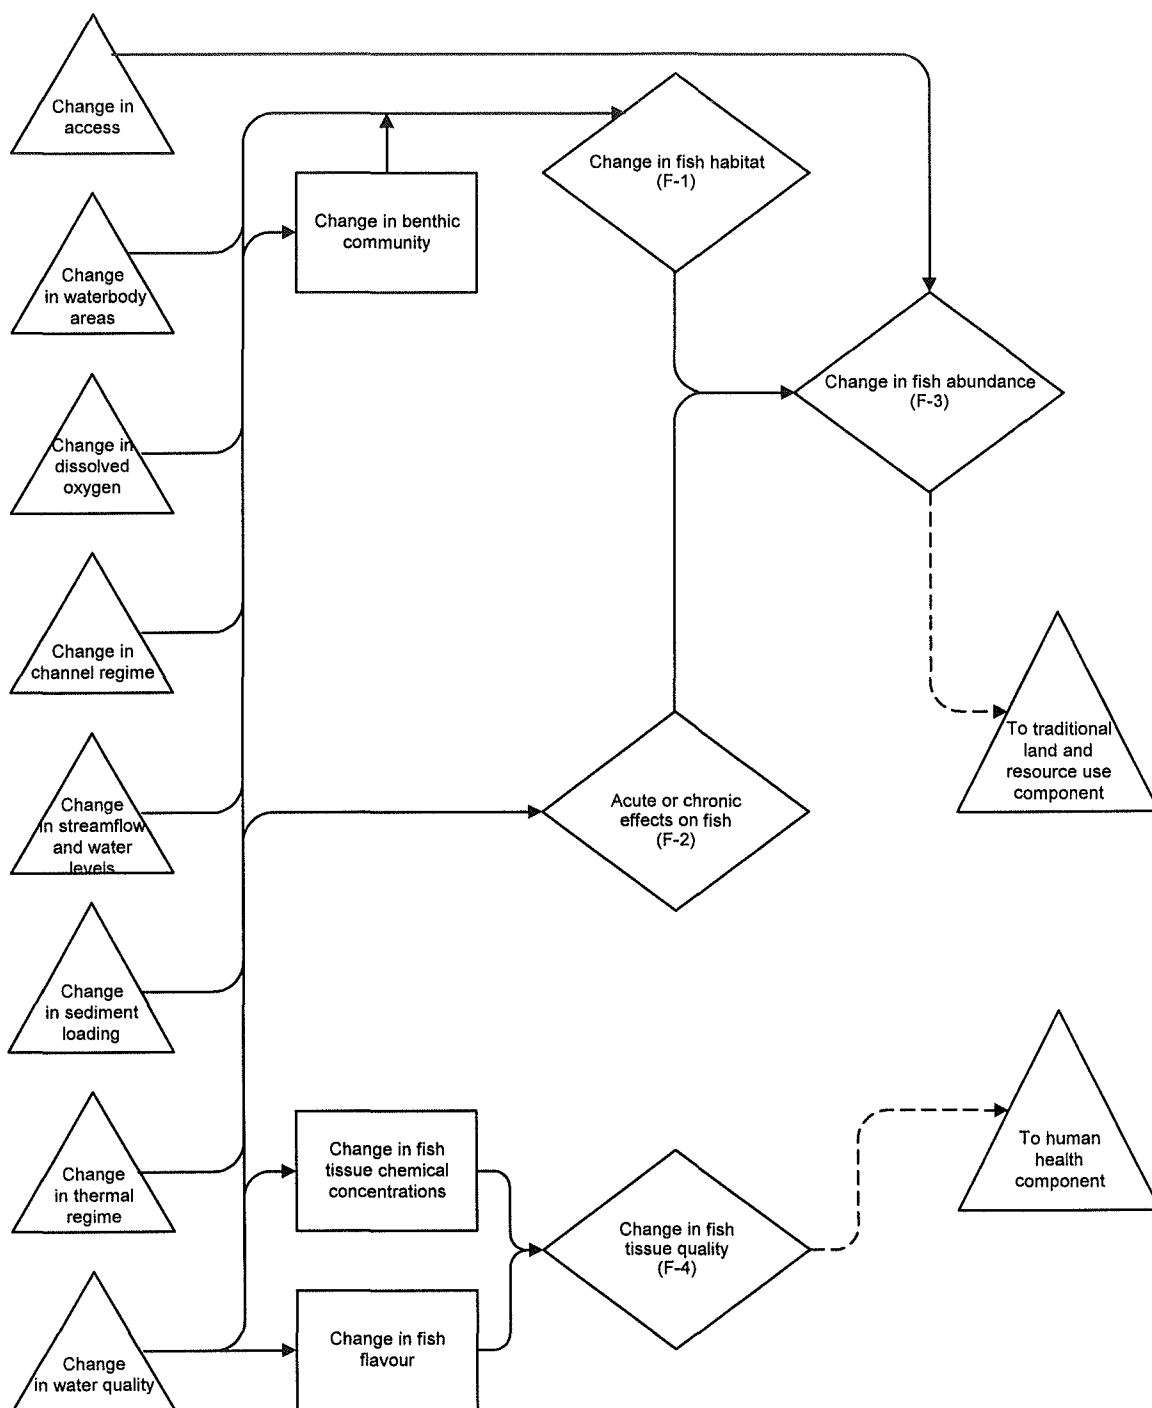 Change in
access
Change in fish habitat
(F-1)
Change in benthic
community
Change
in waterbody
areas
Change in fish abundance
(F-3)
Change in
dissolved
oxygen
Change in
channel regime
To traditional
land and
resource use
component
Change
in streamflow
and water
levels
Acute or chronic
effects on fish
(F-2)
Change
in sediment
loading
Change in fish
tissue chemical
concentrations
To human
health
component
Change
in thermal
regime
Change in fish
tissue quality
(F-4)
Change in fish
flavour
Change
in water quality